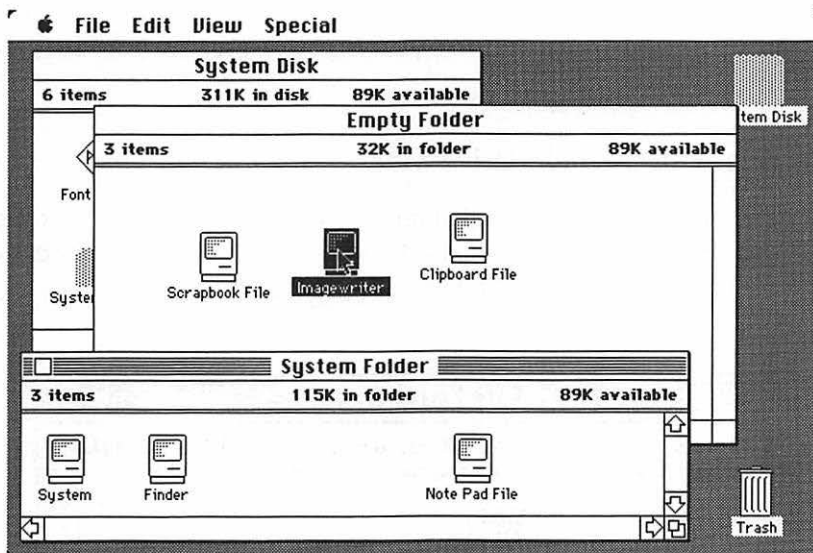 File Edit View Special
System Disk
6 items 311K in disk 89K available
Empty Folder
3 items 32K in folder 89K available
tem Disk
Font
Syste
Scrapbook File
Imagewriter
Clipboard File
System Folder
3 items 115K in folder 89K available
System
Finder
Note Pad File
Trash